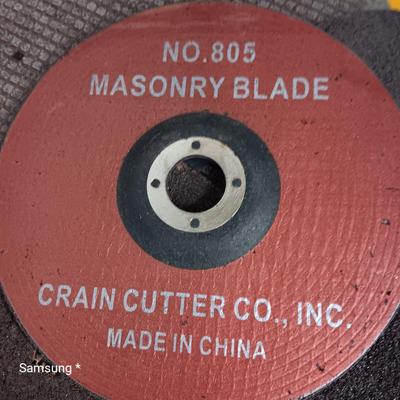 NO.805
MASONRY BLADE
CRAIN CUTTER CO., INC.
MADE IN CHINA
Samsung *